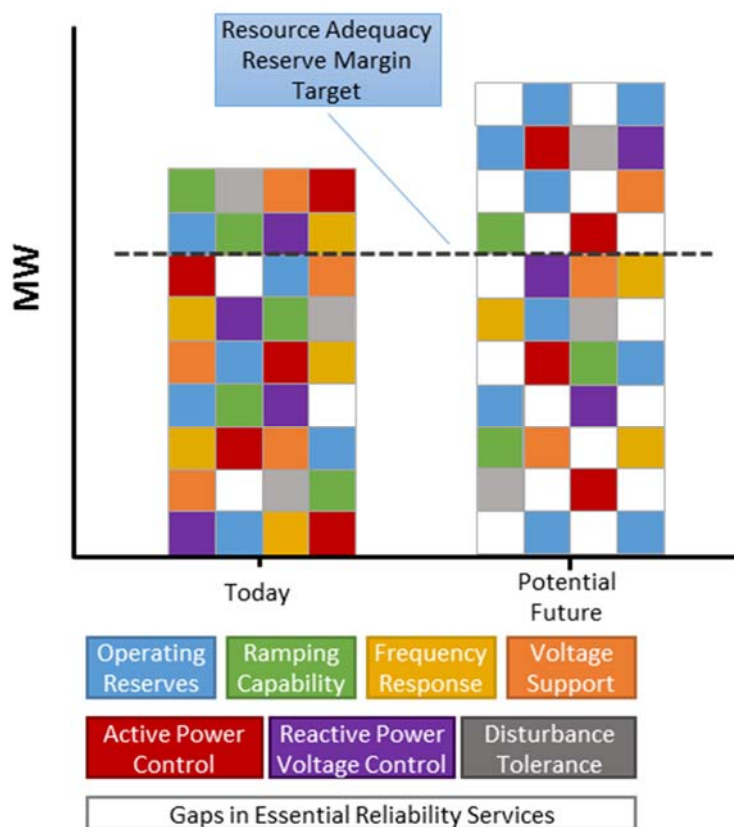 Resource Adequacy
Reserve Margin
Target
MW
Today
Potential
Future
Operating
Reserves
Ramping
Capability
Frequency
Response
Voltage
Support
Active Power
Control
Reactive Power
Voltage Control
Disturbance
Tolerance
Gaps in Essential Reliability Services